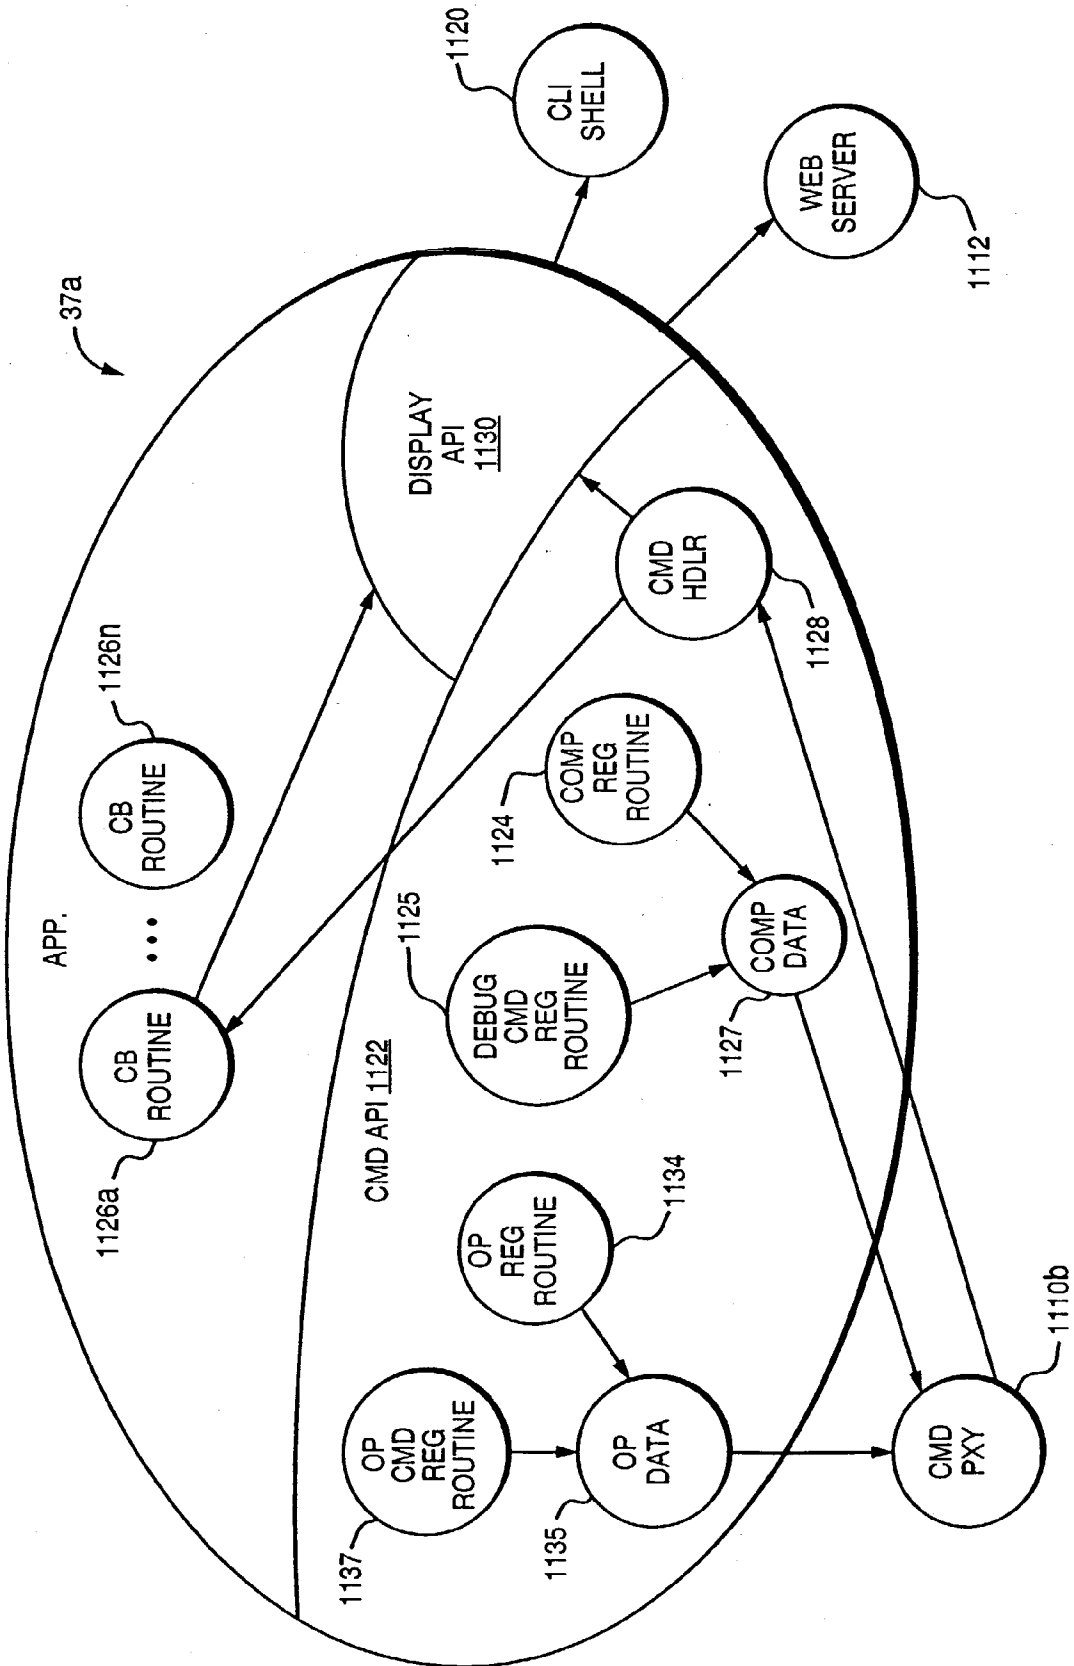 37a
APP.
1126a
CB
ROUTINE
CB
ROUTINE
1126n
CMD API 1122
DISPLAY
API
1130
1120
CLI
SHELL
WEB
SERVER
1112
1137
OP
CMD
REG
ROUTINE
OP
REG
ROUTINE
1134
1125
DEBUG
CMD
REG
ROUTINE
1124
COMP
REG
ROUTINE
CMD
HDLR
1128
1135
OP
DATA
1127
COMP
DATA
CMD
PXY
1110b